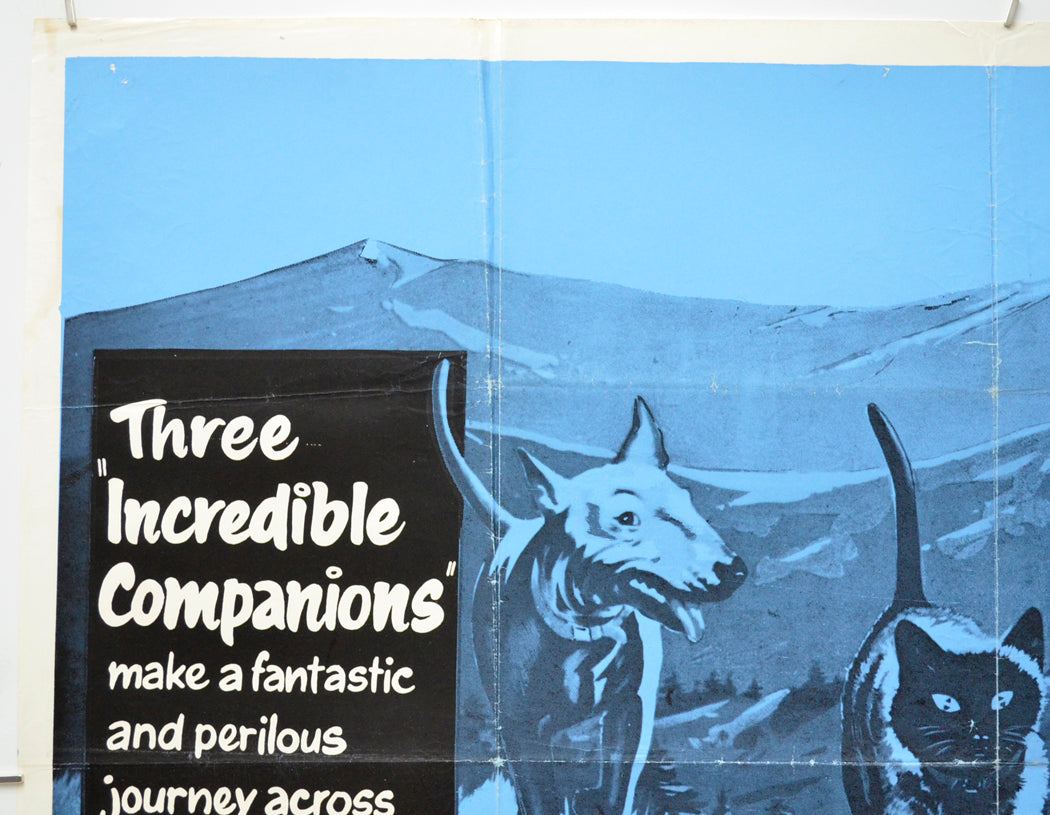 Three
"Incredible
Companions"
make a fantastic
and perilous
journey across